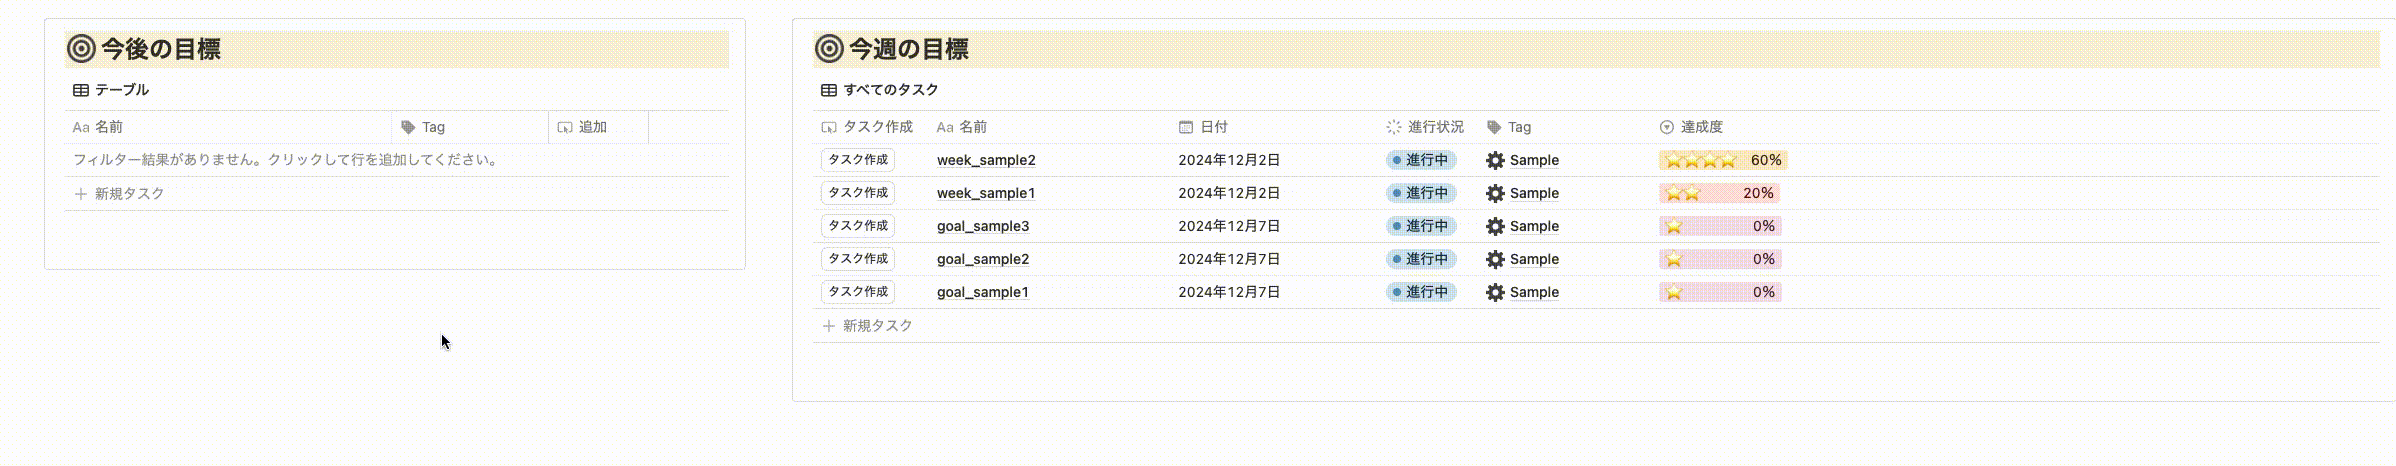 今後の目標
テーブル
Aa 名前 Tag 追加
フィルター結果がありません。クリックして行を追加してください。
+ 新規タスク
今週の目標
すべてのタスク
タスク作成 Aa 名前 日付 進行状況 Tag 達成度
タスク作成 week_sample2 2024年12月2日 進行中 Sample ⭐⭐⭐⭐ 60%
タスク作成 week_sample1 2024年12月2日 進行中 Sample ⭐⭐ 20%
タスク作成 goal_sample3 2024年12月7日 進行中 Sample ⭐ 0%
タスク作成 goal_sample2 2024年12月7日 進行中 Sample ⭐ 0%
タスク作成 goal_sample1 2024年12月7日 進行中 Sample ⭐ 0%
+ 新規タスク